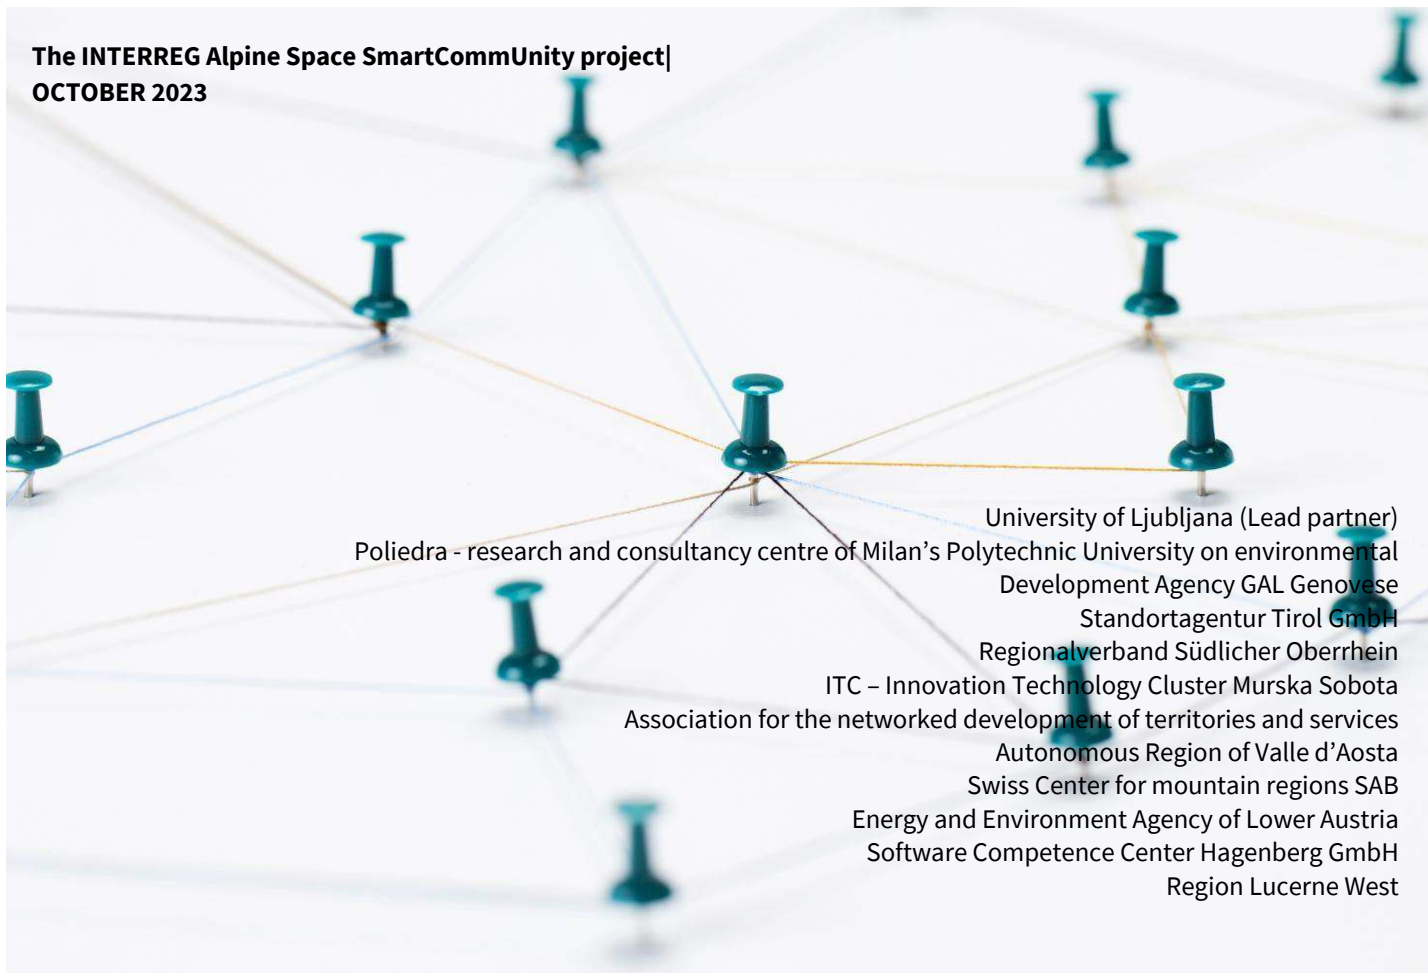 The INTERREG Alpine Space SmartCommUnity project|
OCTOBER 2023
University of Ljubljana (Lead partner)
Poliedra - research and consultancy centre of Milan’s Polytechnic University on environmental
Development Agency GAL Genovese
Standortagentur Tirol GmbH
Regionalverband Südlicher Oberrhein
ITC – Innovation Technology Cluster Murska Sobota
Association for the networked development of territories and services
Autonomous Region of Valle d’Aosta
Swiss Center for mountain regions SAB
Energy and Environment Agency of Lower Austria
Software Competence Center Hagenberg GmbH
Region Lucerne West